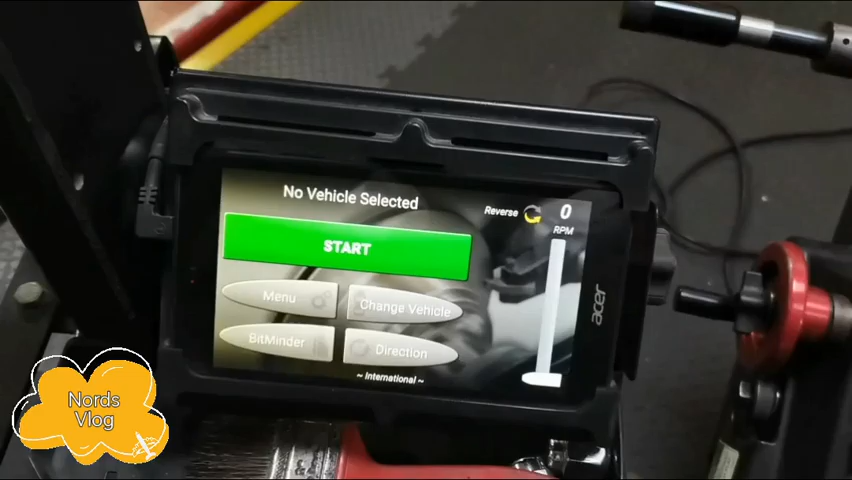 No Vehicle Selected
START
Reverse
0
RPM
Menu
Change Vehicle
BitMinder
Direction
~ International ~
acer
Nords
Vlog